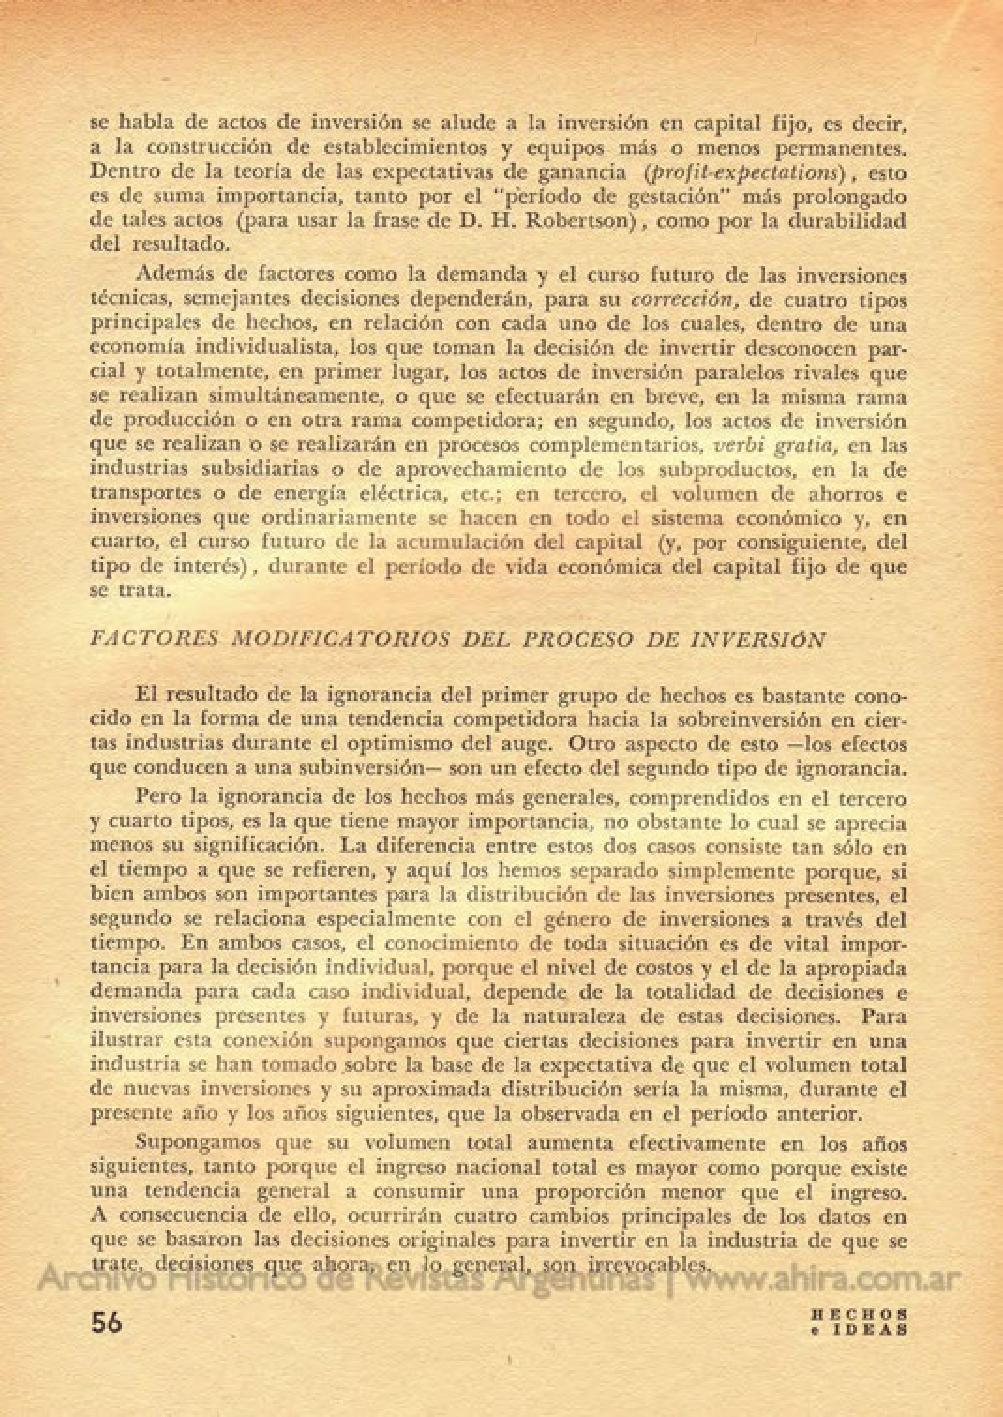 se habla de actos de inversión se alude a la inversión en capital fijo, es decir,
a la construcción de establecimientos y equipos más o menos permanentes.
Dentro de la teoría de las expectativas de ganancia (profit-expectations), esto
es de suma importancia, tanto por el "período de gestación" más prolongado
de tales actos (para usar la frase de D. H. Robertson), como por la durabilidad
del resultado.
Además de factores como la demanda y el curso futuro de las inversiones
técnicas, semejantes decisiones dependerán, para su corrección, de cuatro tipos
principales de hechos, en relación con cada uno de los cuales, dentro de una
economía individualista, los que toman la decisión de invertir desconocen par-
cial y totalmente, en primer lugar, los actos de inversión paralelos rivales que
se realizan simultáneamente, o que se efectuarán en breve, en la misma rama
de producción o en otra rama competidora; en segundo, los actos de inversión
que se realizan o se realizarán en procesos complementarios, verbi gratia, en las
industrias subsidiarias o de aprovechamiento de los subproductos, en la de
transportes o de energía eléctrica, etc.; en tercero, el volumen de ahorros e
inversiones que ordinariamente se hacen en todo el sistema económico y, en
cuarto, el curso futuro de la acumulación del capital (y, por consiguiente, del
tipo de interés), durante el período de vida económica del capital fijo de que
se trata.
FACTORES MODIFICATORIOS DEL PROCESO DE INVERSIÓN
El resultado de la ignorancia del primer grupo de hechos es bastante cono-
cido en la forma de una tendencia competidora hacia la sobreinversión en cier-
tas industrias durante el optimismo del auge. Otro aspecto de esto —los efectos
que conducen a una subinversión— son un efecto del segundo tipo de ignorancia.
Pero la ignorancia de los hechos más generales, comprendidos en el tercero
y cuarto tipos, es la que tiene mayor importancia, no obstante lo cual se aprecia
menos su significación. La diferencia entre estos dos casos consiste tan sólo en
el tiempo a que se refieren, y aquí los hemos separado simplemente porque, si
bien ambos son importantes para la distribución de las inversiones presentes, el
segundo se relaciona especialmente con el género de inversiones a través del
tiempo. En ambos casos, el conocimiento de toda situación es de vital impor-
tancia para la decisión individual, porque el nivel de costos y el de la apropiada
demanda para cada caso individual, depende de la totalidad de decisiones e
inversiones presentes y futuras, y de la naturaleza de estas decisiones. Para
ilustrar esta conexión supongamos que ciertas decisiones para invertir en una
industria se han tomado sobre la base de la expectativa de que el volumen total
de nuevas inversiones y su aproximada distribución sería la misma, durante el
presente año y los años siguientes, que la observada en el período anterior.
Supongamos que su volumen total aumenta efectivamente en los años
siguientes, tanto porque el ingreso nacional total es mayor como porque existe
una tendencia general a consumir una proporción menor que el ingreso.
A consecuencia de ello, ocurrirán cuatro cambios principales de los datos en
que se basaron las decisiones originales para invertir en la industria de que se
trate, decisiones que ahora, en lo general, son irrevocables.
Archivo Histórico de Revistas Argentinas | www.ahira.com.ar
56
HECHOS
e IDEAS